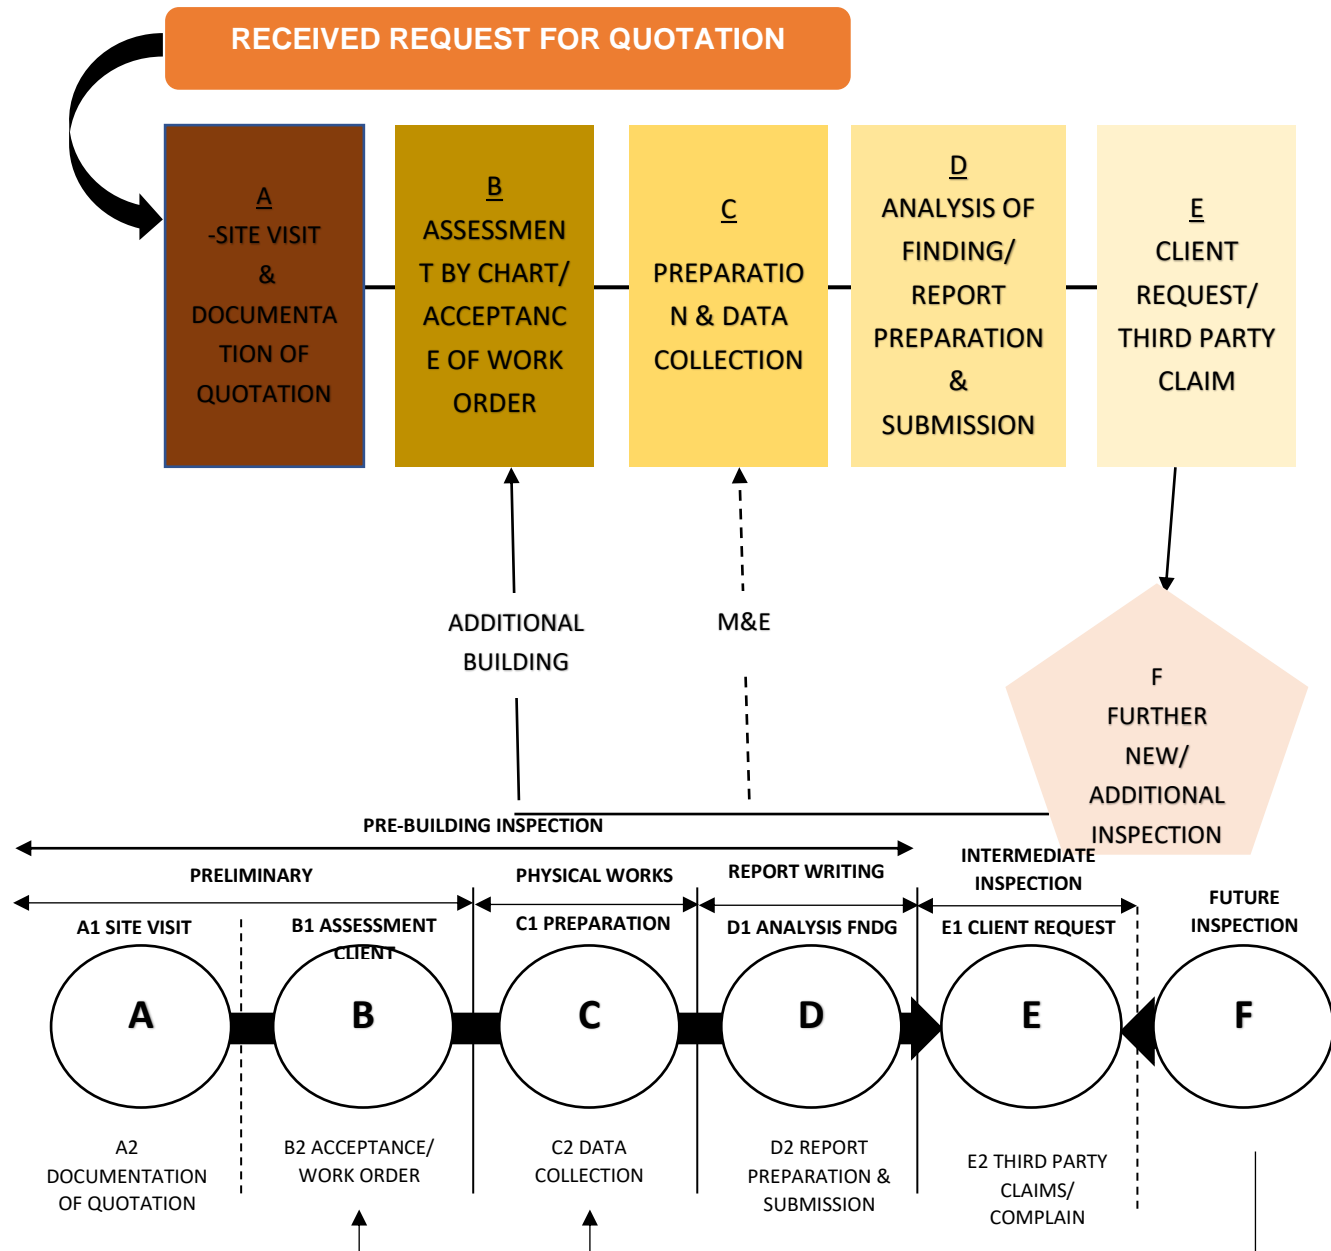 RECEIVED REQUEST FOR QUOTATION
A
-SITE VISIT
&
DOCUMENTA
TION OF
QUOTATION
B
ASSESSMEN
T BY CHART/
ACCEPTANC
E OF WORK
ORDER
C
PREPARATIO
N & DATA
COLLECTION
D
ANALYSIS OF
FINDING/
REPORT
PREPARATION
&
SUBMISSION
E
CLIENT
REQUEST/
THIRD PARTY
CLAIM
ADDITIONAL
BUILDING
M&E
F
FURTHER
NEW/
ADDITIONAL
INSPECTION
PRE-BUILDING INSPECTION
PRELIMINARY
PHYSICAL WORKS
REPORT WRITING
INTERMEDIATE
INSPECTION
FUTURE
INSPECTION
A1 SITE VISIT
B1 ASSESSMENT
CLIENT
C1 PREPARATION
D1 ANALYSIS FNDG
E1 CLIENT REQUEST
A
B
C
D
E
F
A2
DOCUMENTATION
OF QUOTATION
B2 ACCEPTANCE/
WORK ORDER
C2 DATA
COLLECTION
D2 REPORT
PREPARATION &
SUBMISSION
E2 THIRD PARTY
CLAIMS/
COMPLAIN